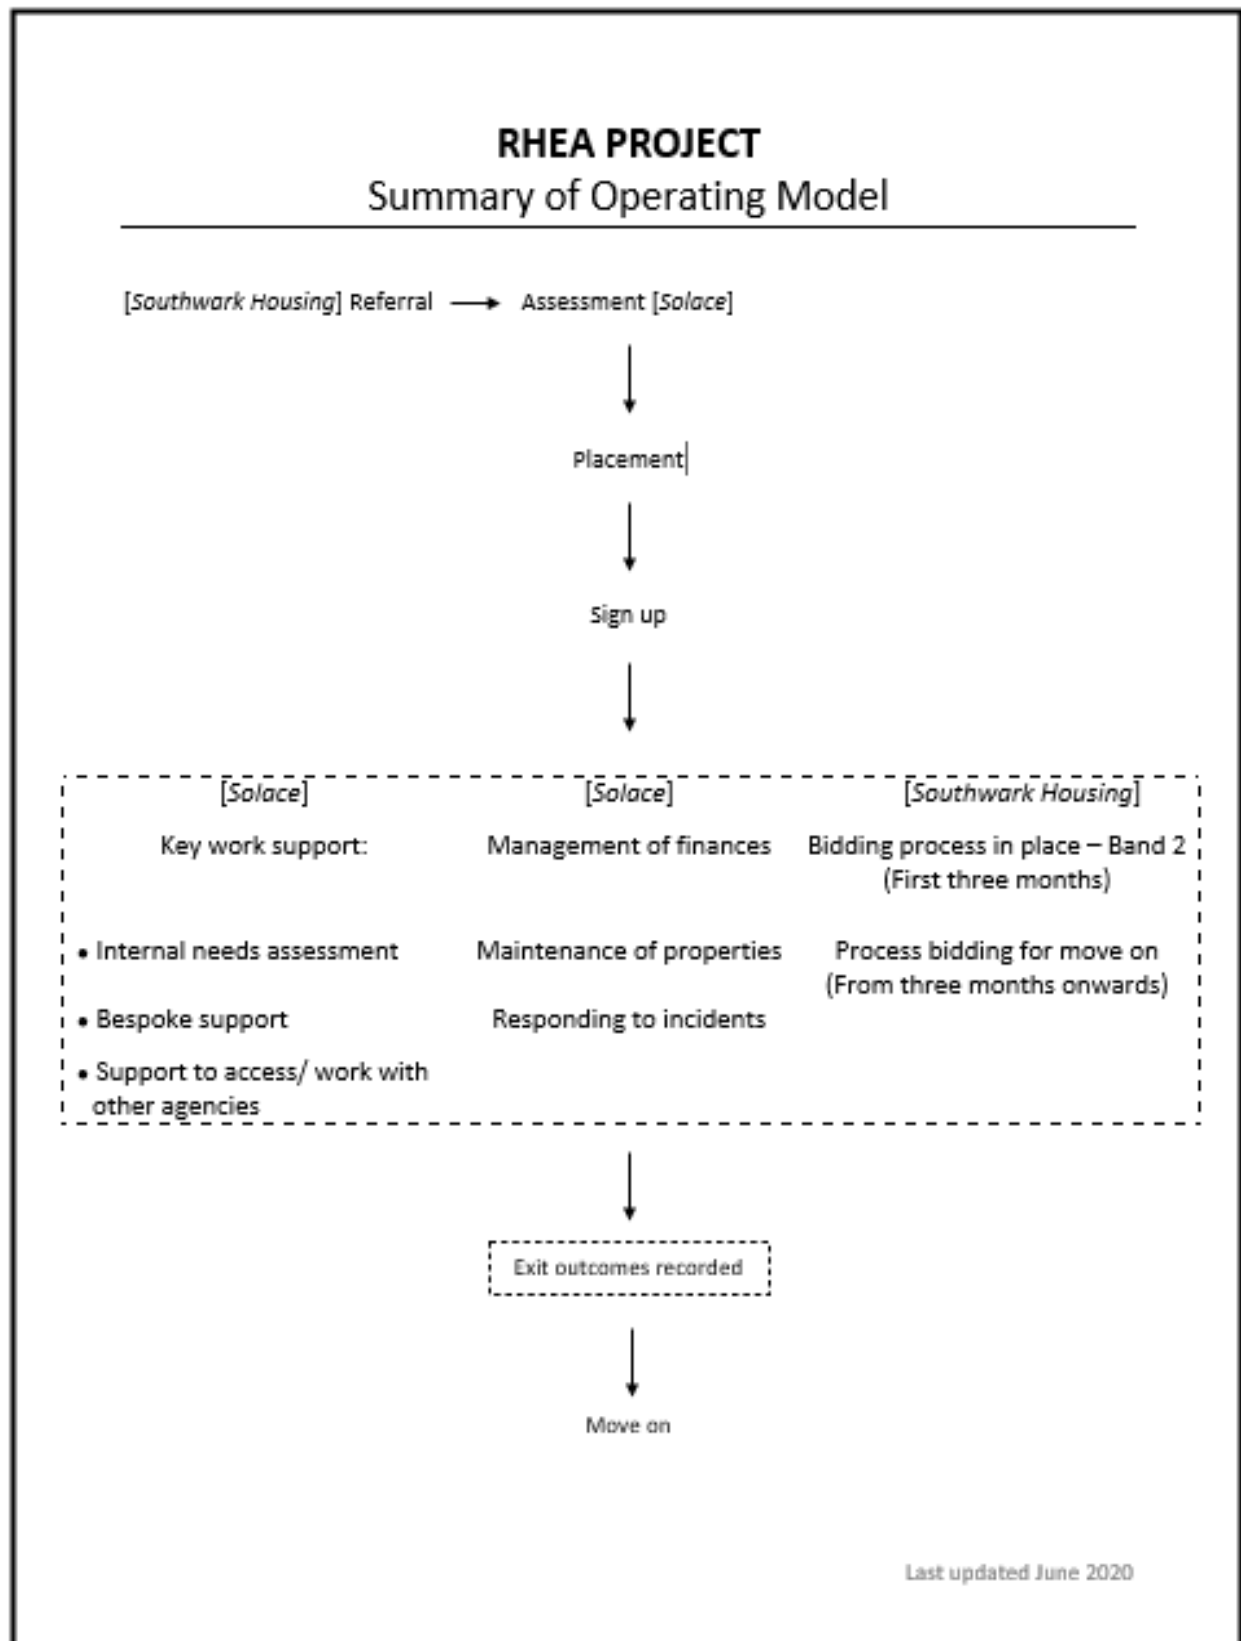 RHEA PROJECT
Summary of Operating Model
[Southwark Housing] Referral
Assessment [Solace]
Placement
Sign up
[Solace]
Key work support:
• Internal needs assessment
• Bespoke support
• Support to access/ work with
other agencies
[Solace]
Management of finances
Maintenance of properties
Responding to incidents
[Southwark Housing]
Bidding process in place – Band 2
(First three months)
Process bidding for move on
(From three months onwards)
Exit outcomes recorded
Move on
Last updated June 2020